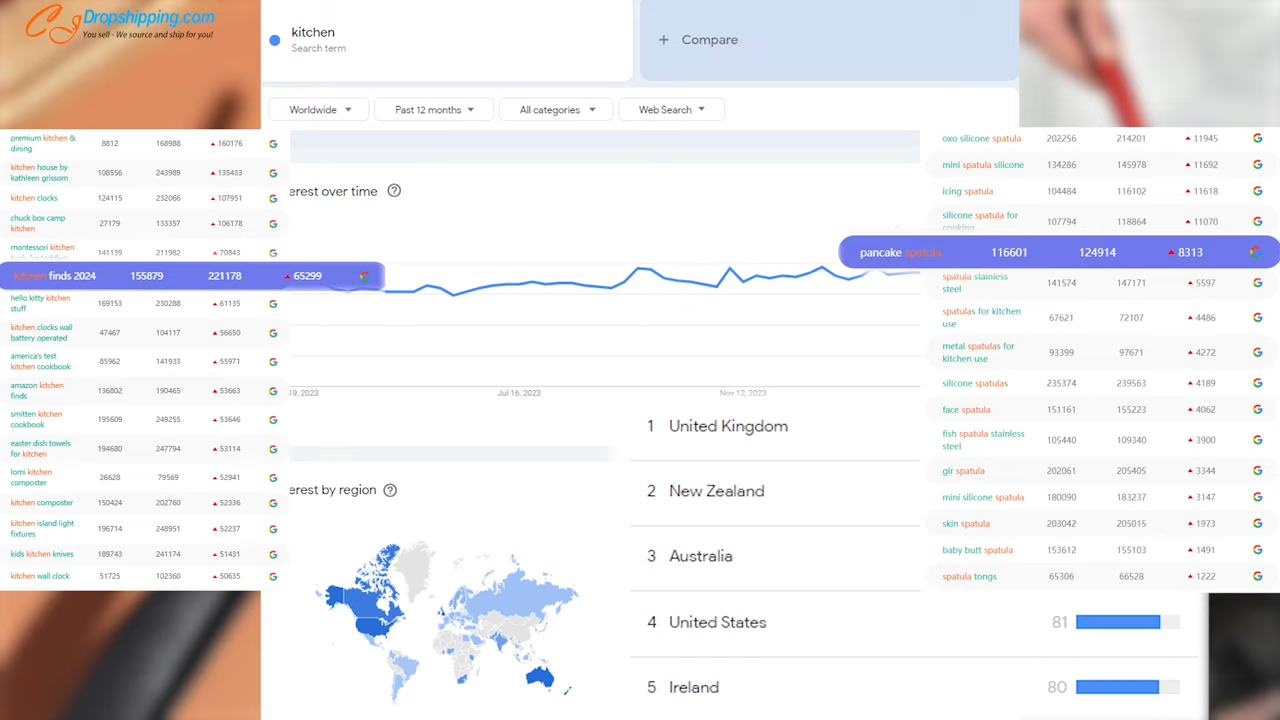 CJ Dropshipping.com
You sell - We source and ship for you!
kitchen
Search term
+ Compare
Worldwide
Past 12 months
All categories
Web Search
premium kitchen & dining 8812 168988 160176
kitchen house by kathleen grissom 108556 243989 135433
kitchen clocks 124115 232066 107951
chuck box camp kitchen 27179 133357 106178
montessori kitchen tools for toddlers 141139 211982 70843
kitchen finds 2024 155879 221178 65299
hello kitty kitchen stuff 169153 230288 61135
kitchen clocks wall battery operated 47467 104117 56650
america's test kitchen cookbook 85962 141933 55971
amazon kitchen finds 136802 190465 53663
smitten kitchen cookbook 195609 249255 53646
easter dish towels for kitchen 194680 247794 53114
lomi kitchen composter 26628 79569 52941
kitchen composter 150424 202760 52336
kitchen island light fixtures 196714 248951 52237
kids kitchen knives 189743 241174 51431
kitchen wall clock 51725 102360 50635
erest over time
19, 2023
Jul 16, 2023
Nov 12, 2023
erest by region
1 United Kingdom
2 New Zealand
3 Australia
4 United States 81
5 Ireland 80
oxo silicone spatula 202256 214201 11945
mini spatula silicone 134286 145978 11692
icing spatula 104484 116102 11618
silicone spatula for cooking 107794 118864 11070
pancake spatula 116601 124914 8313
spatula stainless steel 141574 147171 5597
spatulas for kitchen use 67621 72107 4486
metal spatulas for kitchen use 93399 97671 4272
silicone spatulas 235374 239563 4189
face spatula 151161 155223 4062
fish spatula stainless steel 105440 109340 3900
gir spatula 202061 205405 3344
mini silicone spatula 180090 183237 3147
skin spatula 203042 205015 1973
baby butt spatula 153612 155103 1491
spatula tongs 65306 66528 1222